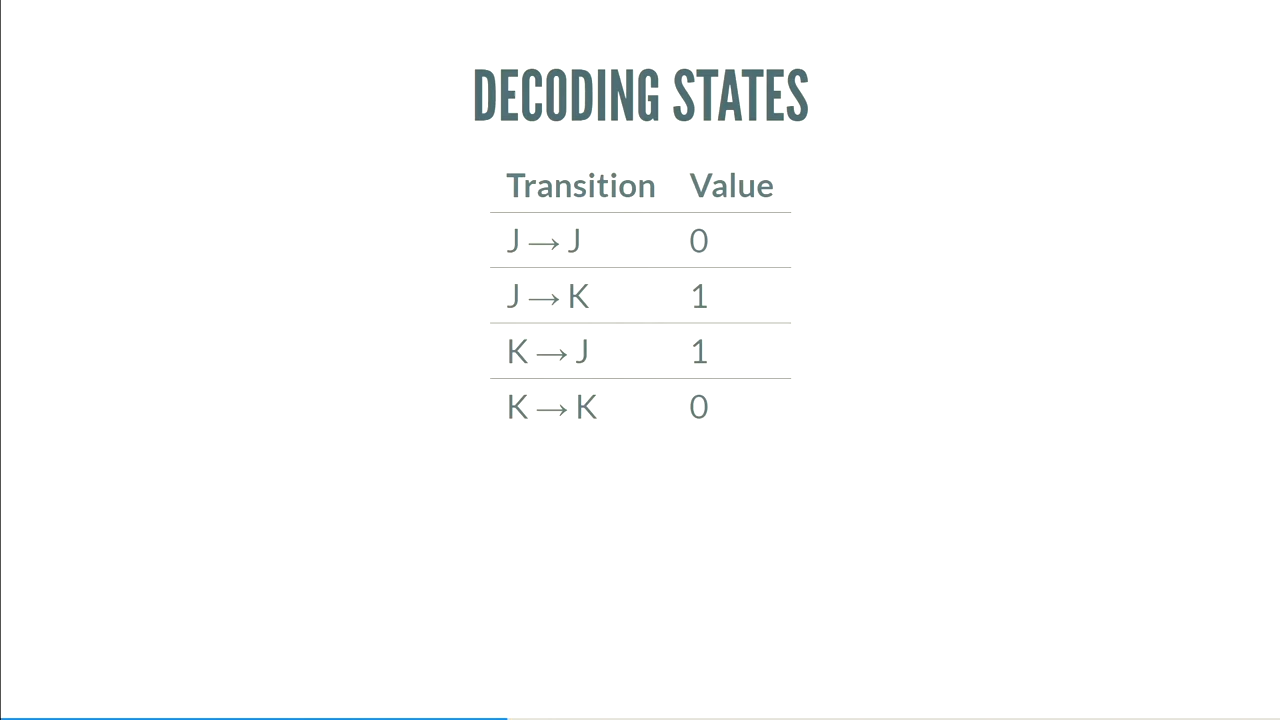 DECODING STATES
Transition Value
J → J 0
J → K 1
K → J 1
K → K 0